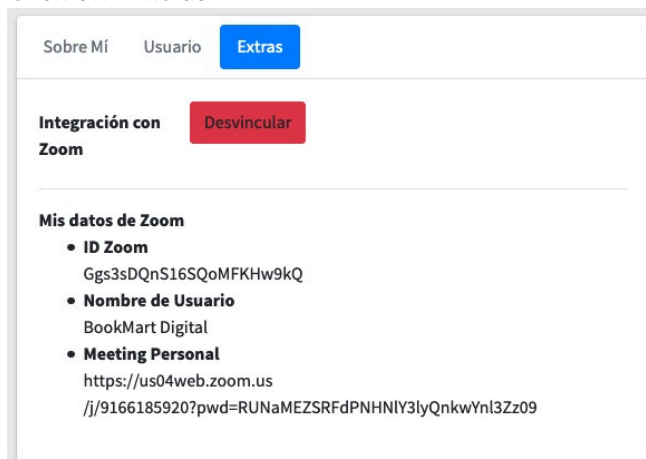 Sobre Mí Usuario Extras
Integración con Desvincular
Zoom
Mis datos de Zoom
ID Zoom
Ggs3sDQnS16SQoMFKHw9kQ
Nombre de Usuario
BookMart Digital
Meeting Personal
https://us04web.zoom.us
/j/9166185920?pwd=RUNaMEZSRFdPNHNlY3lyQnkwYnl3Zz09